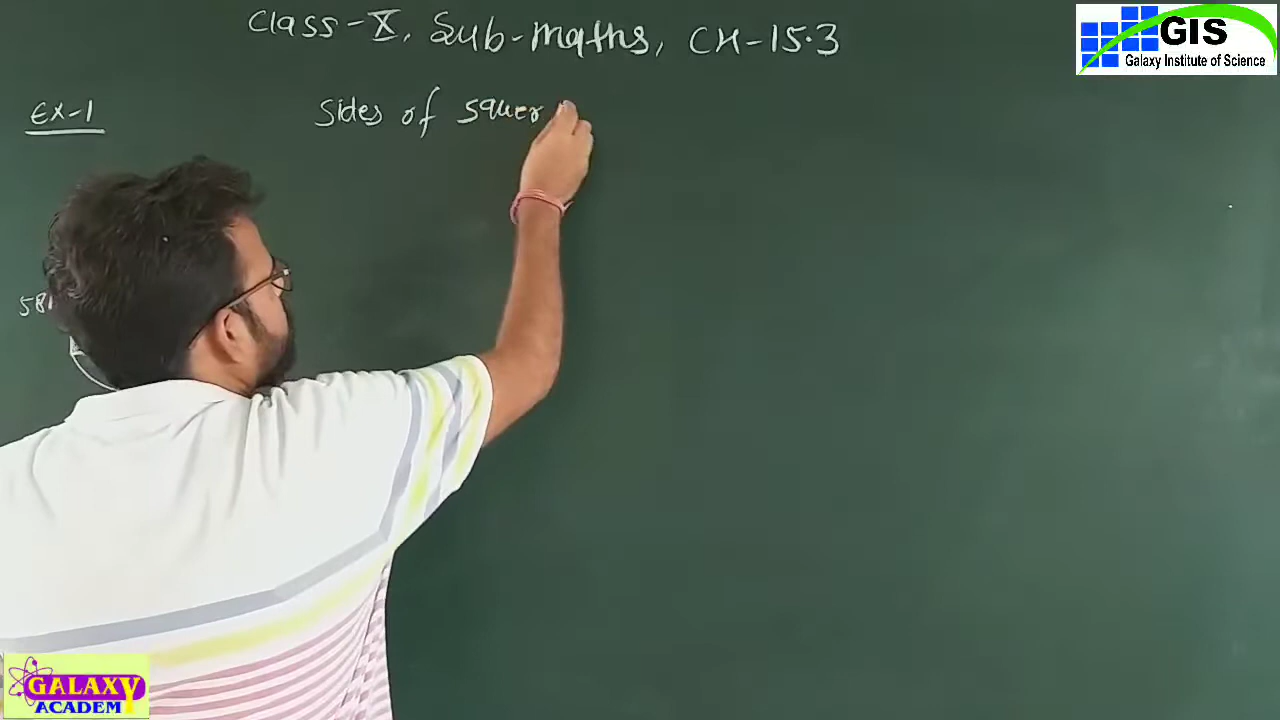 Class-X, Sub-maths, CH-15.3
GIS
Galaxy Institute of Science
Ex-1
Sides of squer
GALAXY
ACADEM